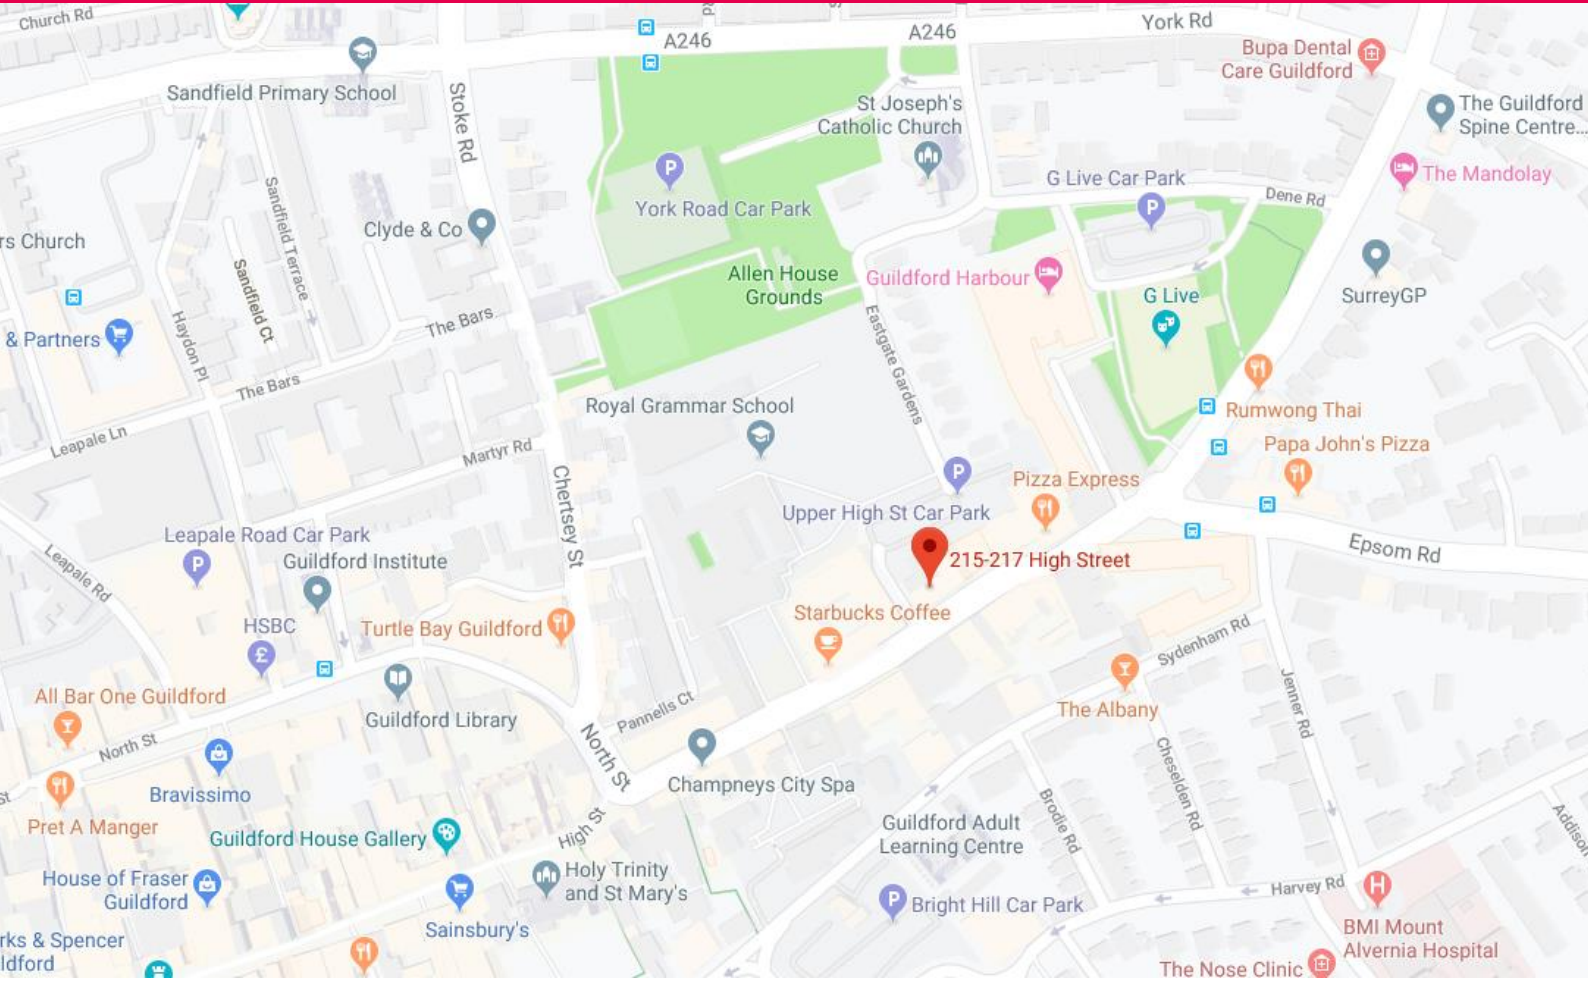 Church Rd
A246
A246
York Rd
Bupa Dental
Care Guildford
Sandfield Primary School
Stoke Rd
St Joseph's
Catholic Church
The Guildford
Spine Centre...
The Mandolay
G Live Car Park
Dene Rd
P
York Road Car Park
P
Sandfield Terrace
Clyde & Co
rs Church
Sandfield Ct
Allen House
Grounds
Guildford Harbour
G Live
SurreyGP
& Partners
Haydon Pl
The Bars
Eastgate Gardens
The Bars
Royal Grammar School
Rumwong Thai
Leapale Ln
Martyr Rd
Papa John's Pizza
Chertsey St
P
Pizza Express
Upper High St Car Park
Leapale Road Car Park
P
Guildford Institute
Leapale Rd
215-217 High Street
Epsom Rd
HSBC
£
Turtle Bay Guildford
Starbucks Coffee
Sydenham Rd
All Bar One Guildford
Guildford Library
Pannells Ct
The Albany
Jenner Rd
North St
North St
Bravissimo
Champneys City Spa
Cheselden Rd
St
Pret A Manger
Guildford House Gallery
High St
Guildford Adult
Learning Centre
Brodie Rd
Addison
House of Fraser
Guildford
Holy Trinity
and St Mary's
P
Bright Hill Car Park
Harvey Rd
H
Sainsbury's
BMI Mount
Alvernia Hospital
rks & Spencer
ldford
The Nose Clinic